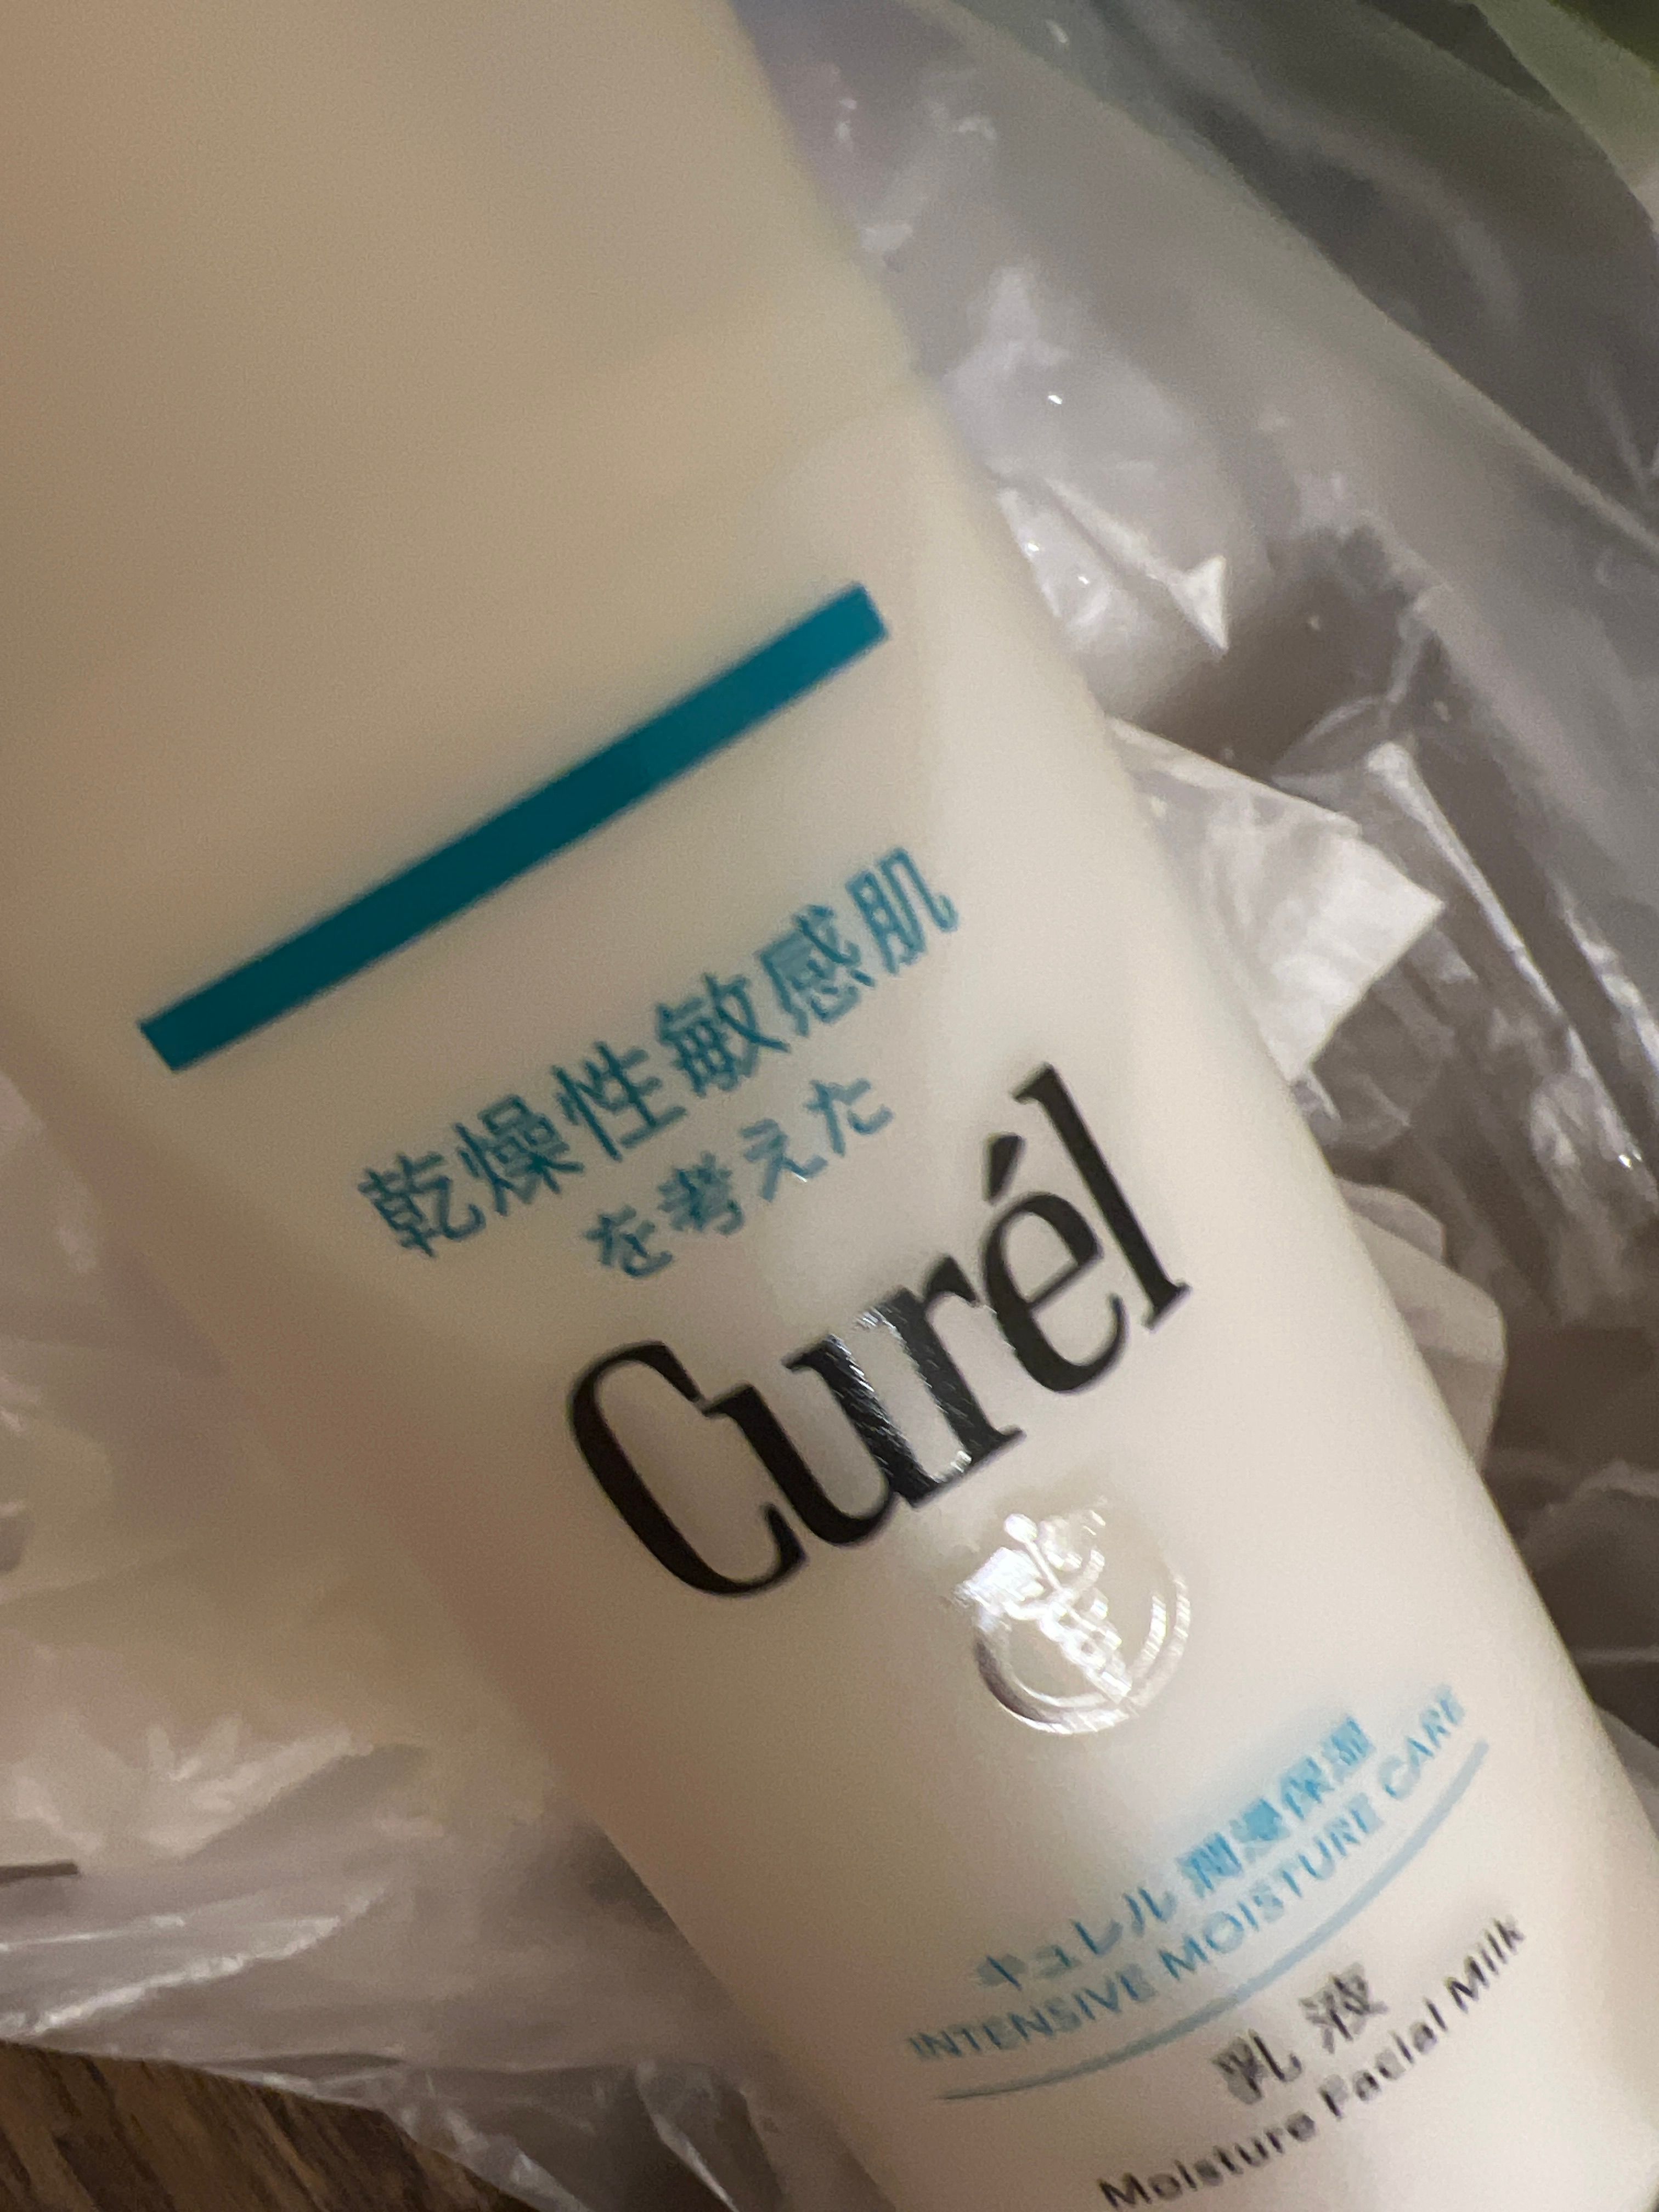 乾燥性敏感肌
を考えた
Curél
キュレル 潤浸保湿
INTENSIVE MOISTURE CARE
乳液
Moisture Facial Milk